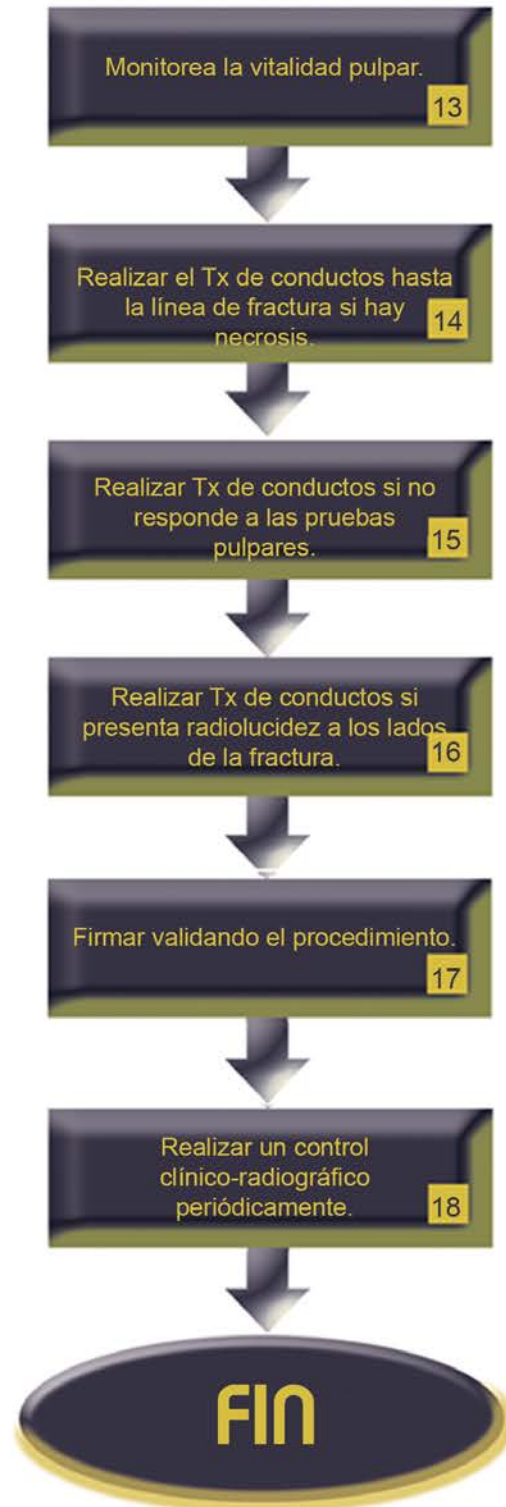 Monitorea la vitalidad pulpar.
13
Realizar el Tx de conductos hasta
la línea de fractura si hay
necrosis.
14
Realizar Tx de conductos si no
responde a las pruebas
pulpares.
15
Realizar Tx de conductos si
presenta radiolucidez a los lados
de la fractura.
16
Firmar validando el procedimiento.
17
Realizar un control
clínico-radiográfico
periódicamente.
18
FIN